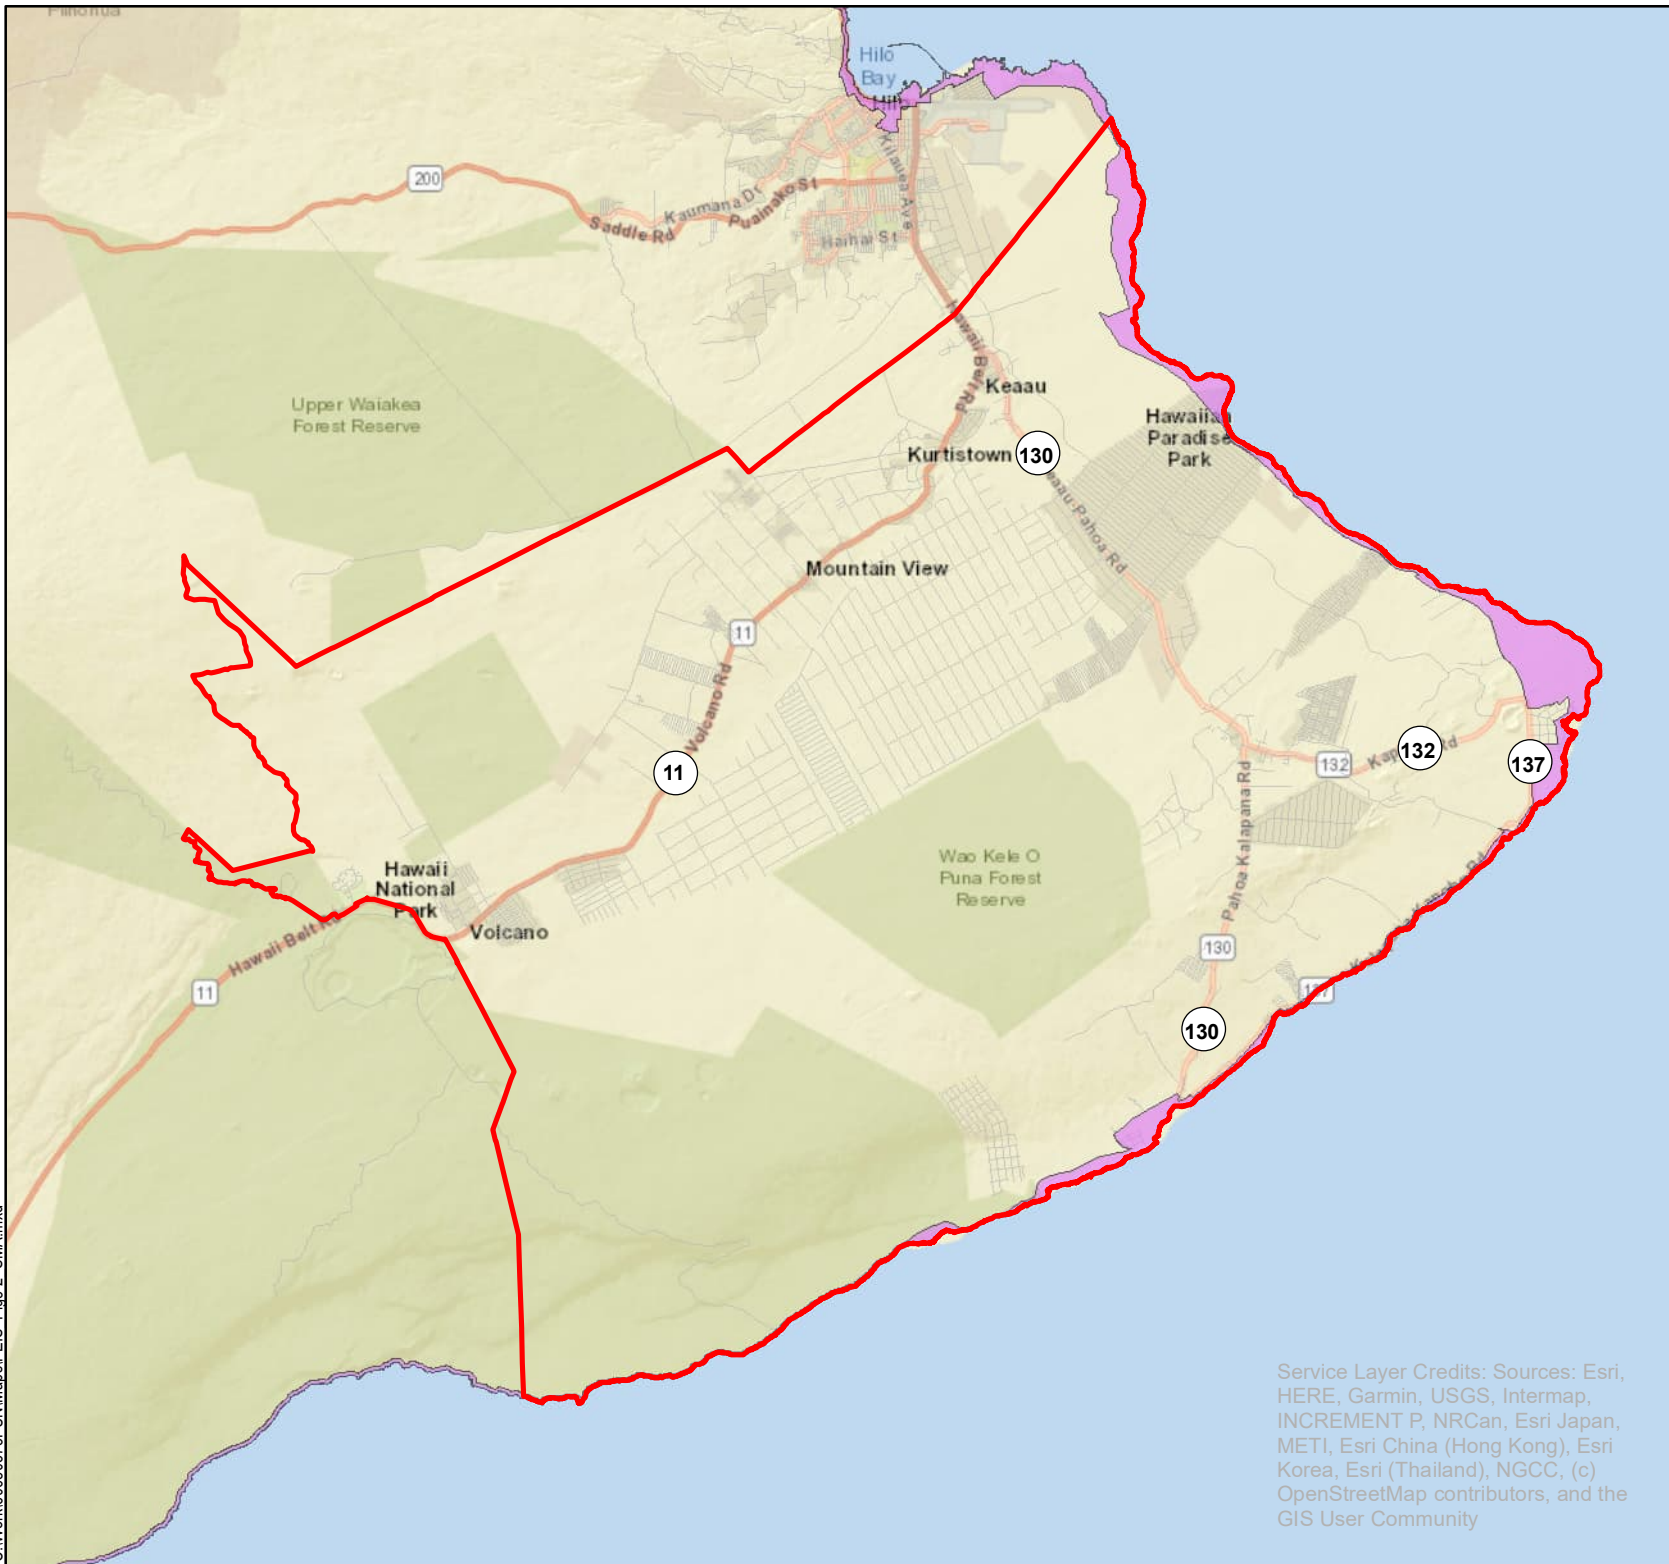 Hilo
Bay
Hilo
200
Kaumana Dr
Puainako St
Saddle Rd
Kilauea Ave
Haihai St
Hawaii Belt Rd
Keaau
Upper Waiakea
Forest Reserve
Hawaiian
Paradise
Park
Kurtistown
130
Keaau-Pahoa Rd
Mountain View
11
Volcano Rd
11
132
Kapoho Rd
132
137
Pahoa Kalapana Rd
Wao Kele O
Puna Forest
Reserve
Hawaii
National
Park
Volcano
Hawaii Belt Rd
11
130
137
130
Service Layer Credits: Sources: Esri,
HERE, Garmin, USGS, Intermap,
INCREMENT P, NRCan, Esri Japan,
METI, Esri China (Hong Kong), Esri
Korea, Esri (Thailand), NGCC, (c)
OpenStreetMap contributors, and the
GIS User Community